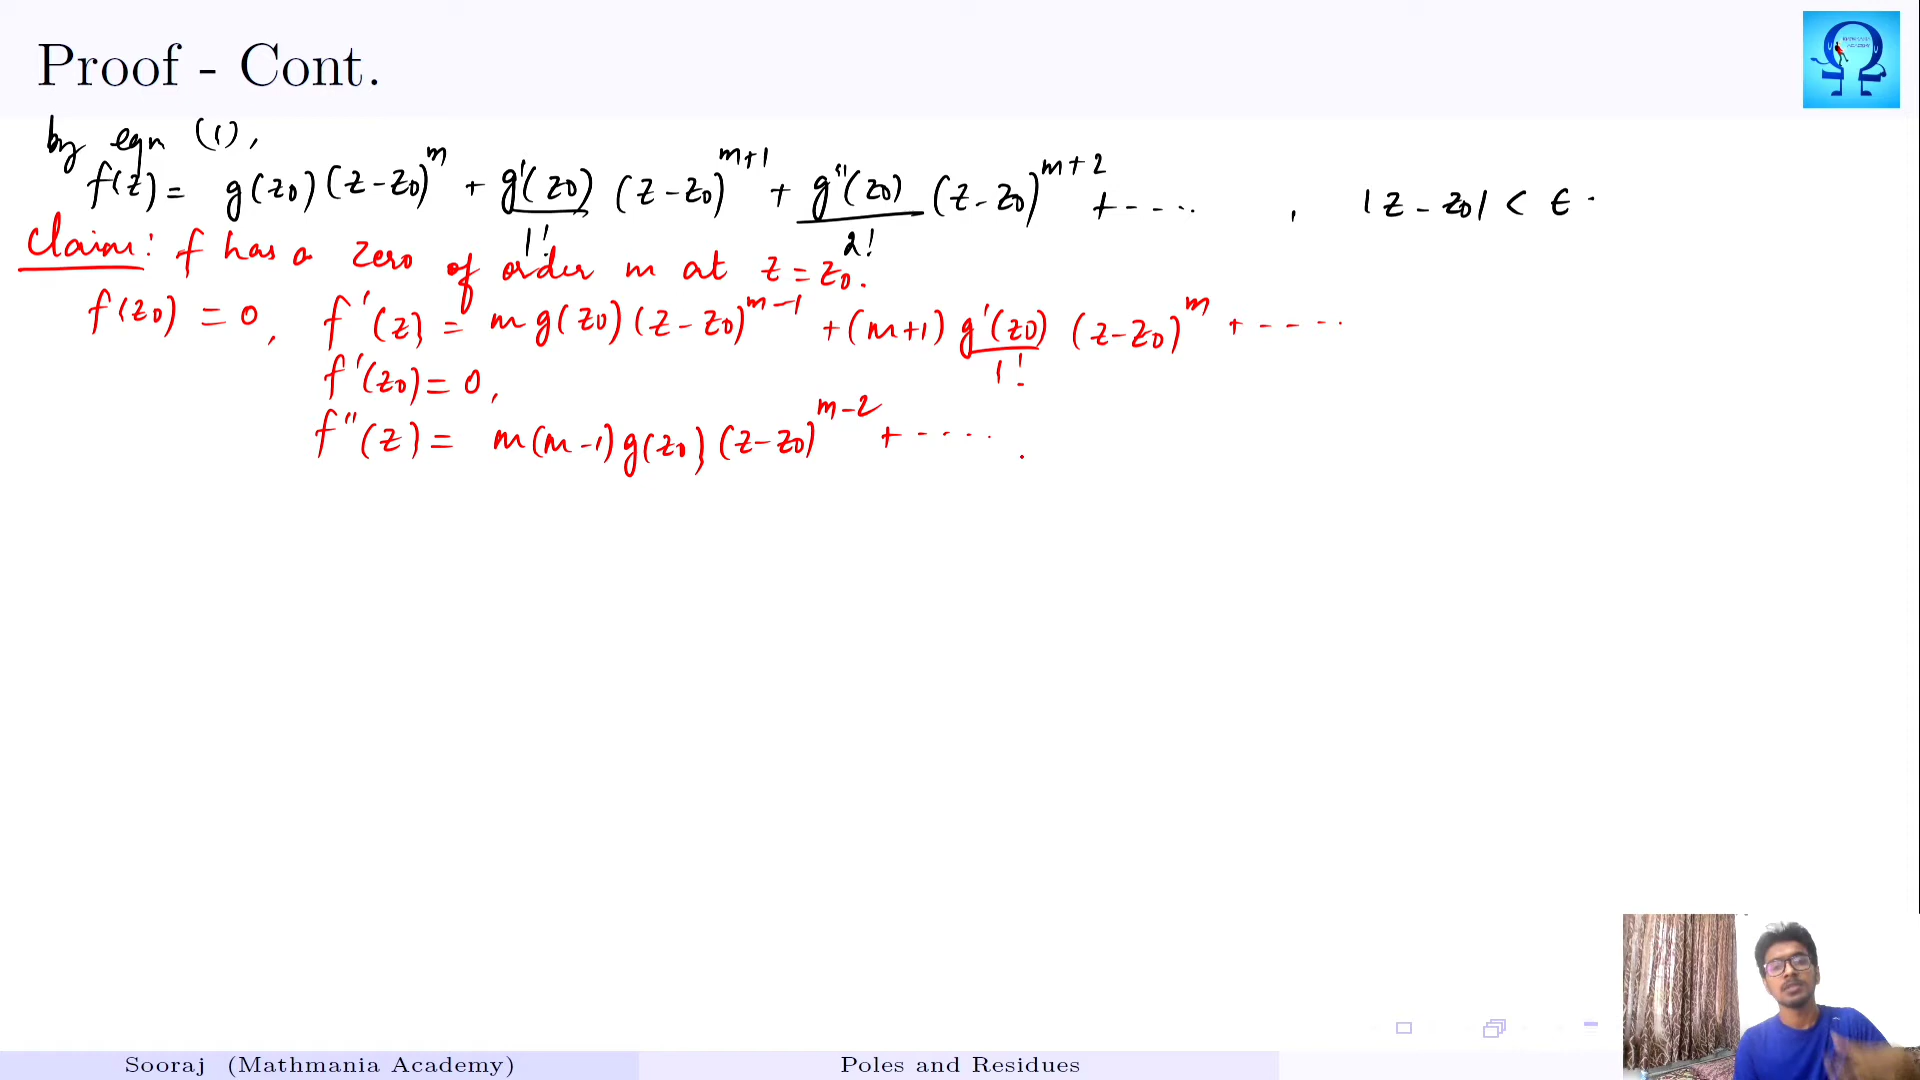 Proof - Cont.
by eqn (1),
f(z) = g(z₀)(z-z₀)^m + g'(z₀)/1! (z-z₀)^{m+1} + g''(z₀)/2! (z-z₀)^{m+2} + ---- , |z-z₀| < ε.
Claim: f has a zero of order m at z=z₀.
f(z₀) = 0, f'(z) = m g(z₀)(z-z₀)^{m-1} + (m+1) g'(z₀)/1! (z-z₀)^m + ----
f'(z₀) = 0,
f''(z) = m(m-1)g(z₀)(z-z₀)^{m-2} + ---- .
Sooraj (Mathmania Academy) Poles and Residues